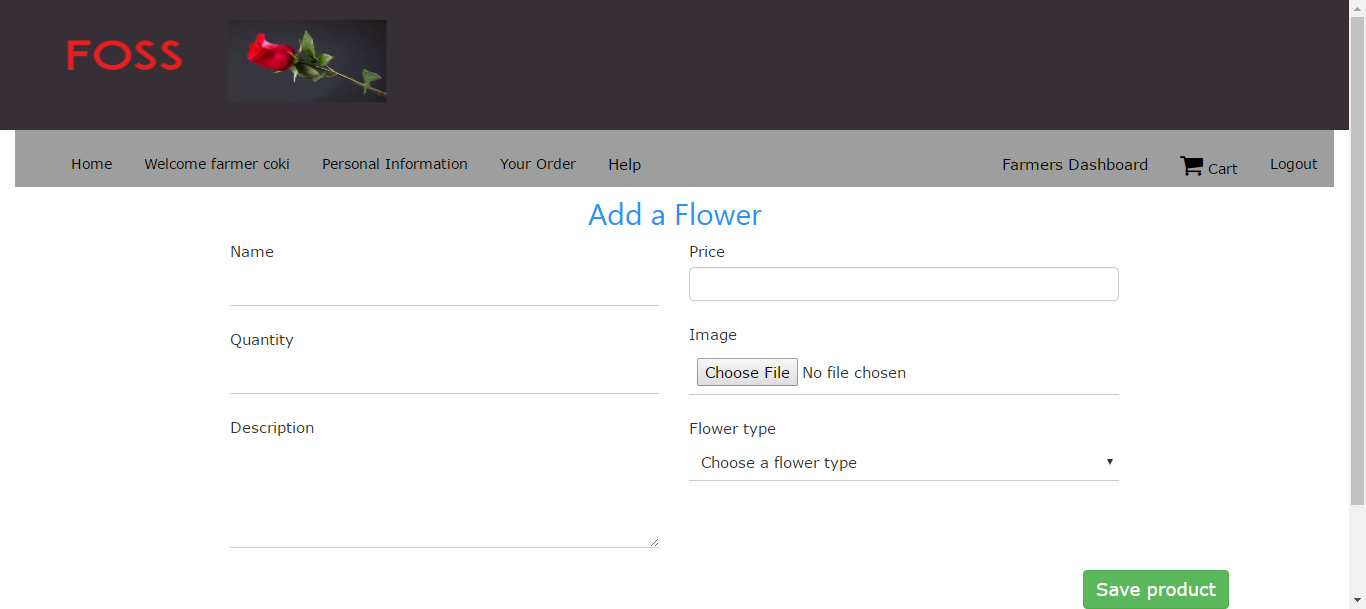 FOSS
Home Welcome farmer coki Personal Information Your Order Help Farmers Dashboard Cart Logout
Add a Flower
Name
Price
Quantity
Image
Choose File No file chosen
Description
Flower type
Choose a flower type
Save product